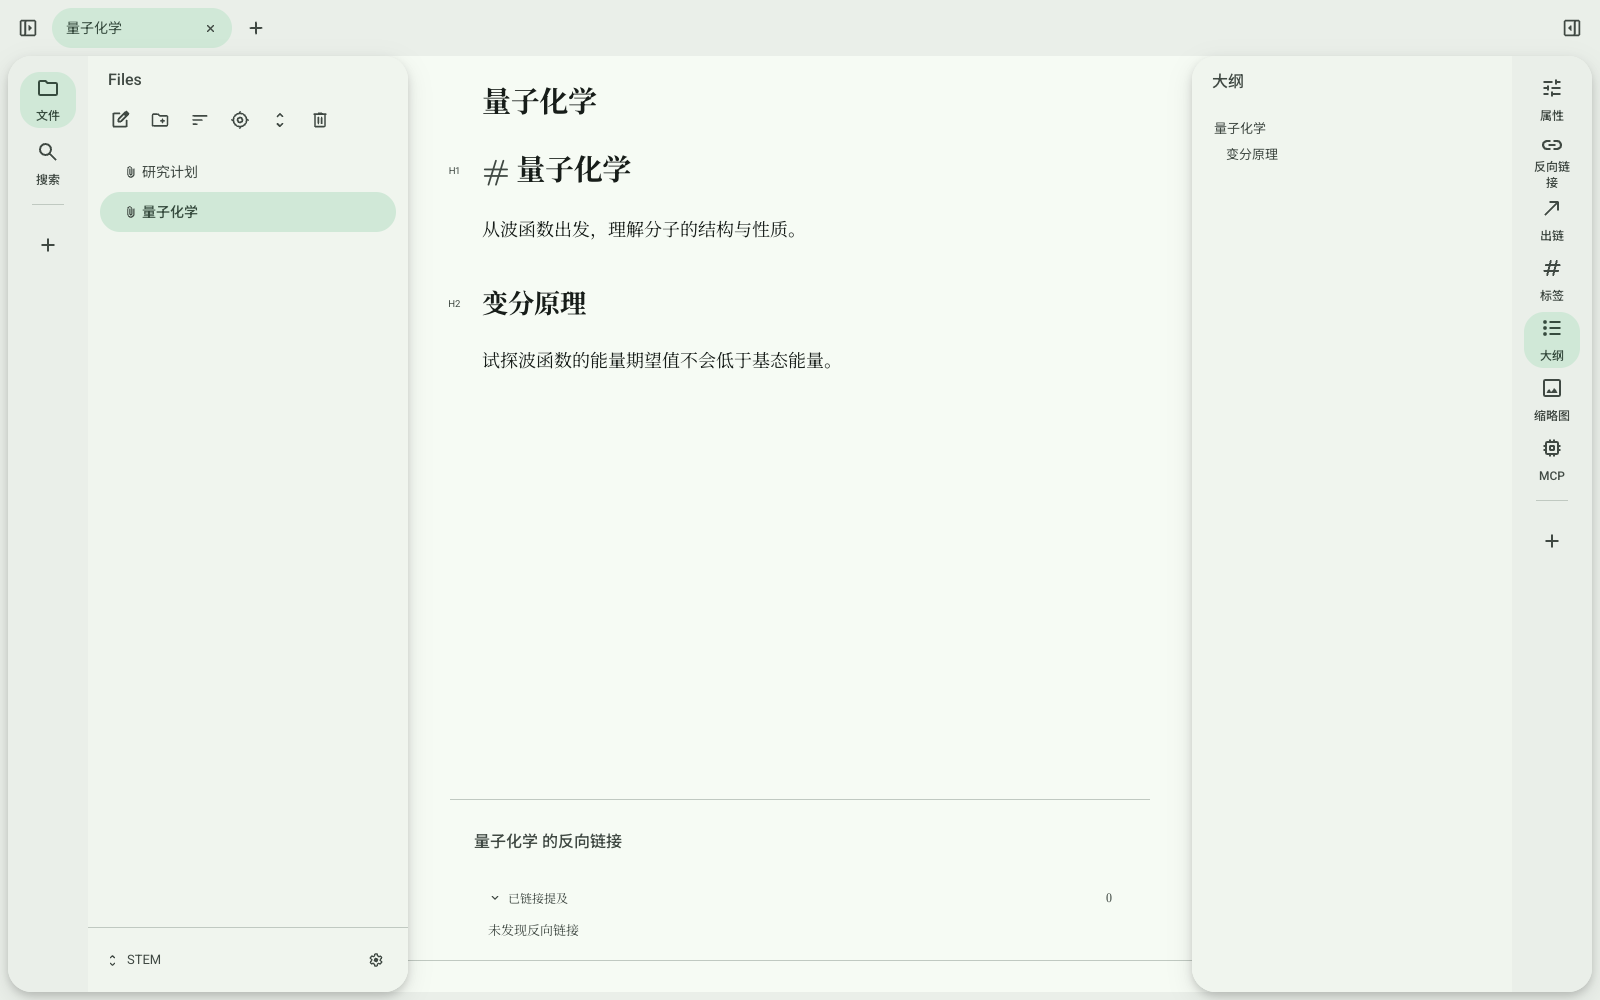 量子化学
文件
搜索
Files
研究计划
量子化学
STEM
量子化学
H1 # 量子化学
从波函数出发，理解分子的结构与性质。
H2 变分原理
试探波函数的能量期望值不会低于基态能量。
量子化学 的反向链接
已链接提及 0
未发现反向链接
大纲
量子化学
变分原理
属性
反向链
接
出链
标签
大纲
缩略图
MCP